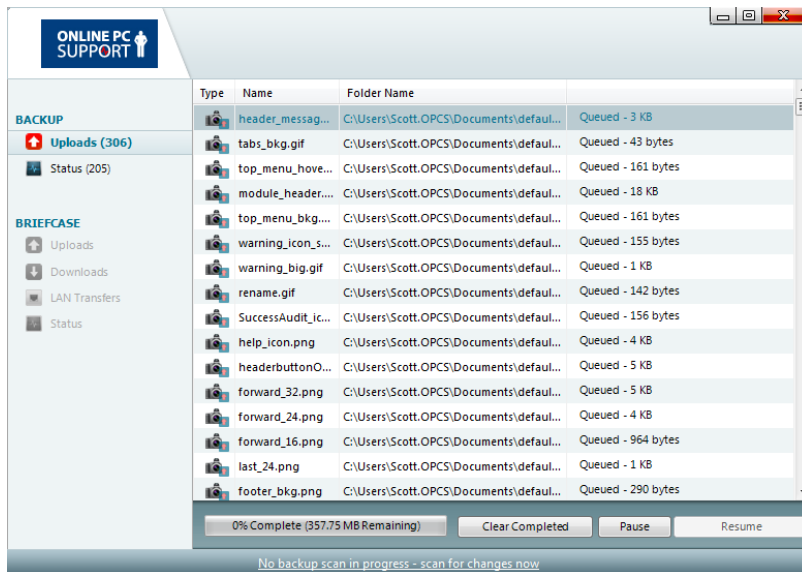 ONLINE PC
SUPPORT
Type Name Folder Name
BACKUP
Uploads (306)
Status (205)
BRIEFCASE
Uploads
Downloads
LAN Transfers
Status
header_messag... C:\Users\Scott.OPCS\Documents\defaul... Queued - 3 KB
tabs_bkg.gif C:\Users\Scott.OPCS\Documents\defaul... Queued - 43 bytes
top_menu_hove... C:\Users\Scott.OPCS\Documents\defaul... Queued - 161 bytes
module_header.... C:\Users\Scott.OPCS\Documents\defaul... Queued - 18 KB
top_menu_bkg.... C:\Users\Scott.OPCS\Documents\defaul... Queued - 161 bytes
warning_icon_s... C:\Users\Scott.OPCS\Documents\defaul... Queued - 155 bytes
warning_big.gif C:\Users\Scott.OPCS\Documents\defaul... Queued - 1 KB
rename.gif C:\Users\Scott.OPCS\Documents\defaul... Queued - 142 bytes
SuccessAudit_ic... C:\Users\Scott.OPCS\Documents\defaul... Queued - 156 bytes
help_icon.png C:\Users\Scott.OPCS\Documents\defaul... Queued - 4 KB
headerbuttonO... C:\Users\Scott.OPCS\Documents\defaul... Queued - 5 KB
forward_32.png C:\Users\Scott.OPCS\Documents\defaul... Queued - 5 KB
forward_24.png C:\Users\Scott.OPCS\Documents\defaul... Queued - 4 KB
forward_16.png C:\Users\Scott.OPCS\Documents\defaul... Queued - 964 bytes
last_24.png C:\Users\Scott.OPCS\Documents\defaul... Queued - 1 KB
footer_bkg.png C:\Users\Scott.OPCS\Documents\defaul... Queued - 290 bytes
0% Complete (357.75 MB Remaining) Clear Completed Pause Resume
No backup scan in progress - scan for changes now